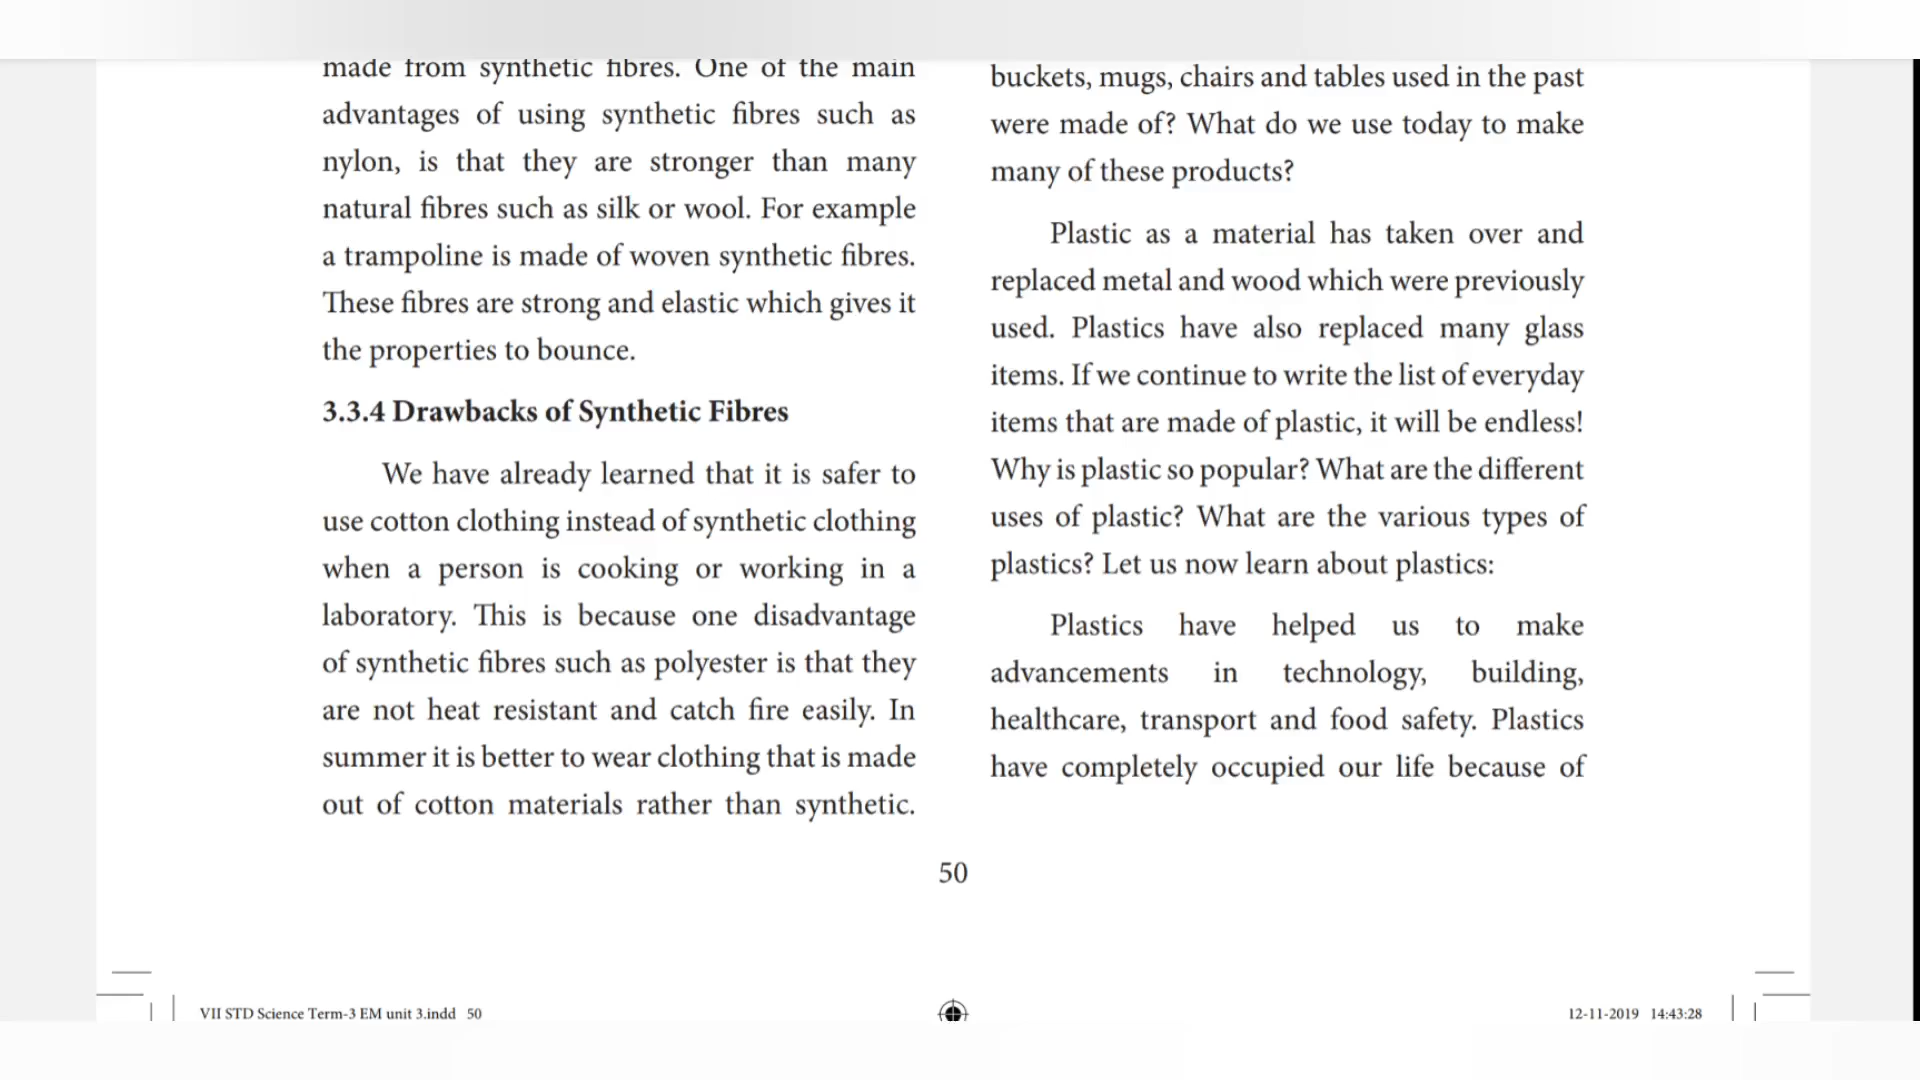 made from synthetic fibres. One of the main
advantages of using synthetic fibres such as
nylon, is that they are stronger than many
natural fibres such as silk or wool. For example
a trampoline is made of woven synthetic fibres.
These fibres are strong and elastic which gives it
the properties to bounce.
3.3.4 Drawbacks of Synthetic Fibres
We have already learned that it is safer to
use cotton clothing instead of synthetic clothing
when a person is cooking or working in a
laboratory. This is because one disadvantage
of synthetic fibres such as polyester is that they
are not heat resistant and catch fire easily. In
summer it is better to wear clothing that is made
out of cotton materials rather than synthetic.
buckets, mugs, chairs and tables used in the past
were made of? What do we use today to make
many of these products?
Plastic as a material has taken over and
replaced metal and wood which were previously
used. Plastics have also replaced many glass
items. If we continue to write the list of everyday
items that are made of plastic, it will be endless!
Why is plastic so popular? What are the different
uses of plastic? What are the various types of
plastics? Let us now learn about plastics:
Plastics have helped us to make
advancements in technology, building,
healthcare, transport and food safety. Plastics
have completely occupied our life because of
50
VII STD Science Term-3 EM unit 3.indd 50
12-11-2019 14:43:28